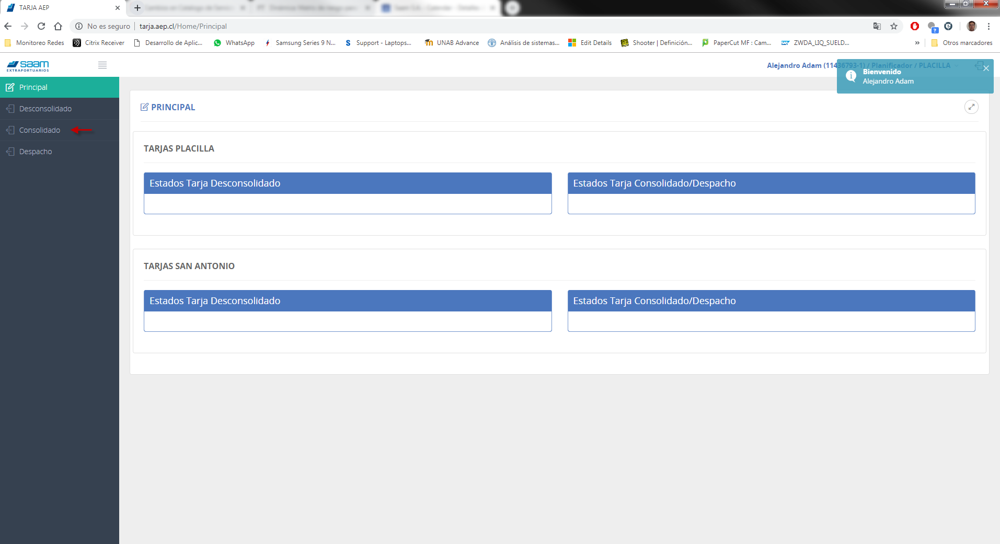 TARJA AEP
No es seguro | tarja.aep.cl/Home/Principal
Monitoreo Redes Citrix Receiver Desarrollo de Aplic... WhatsApp Samsung Series 9 N... Support - Laptops... UNAB Advance Análisis de sistemas... Edit Details Shooter | Definición... PaperCut MF : Cam... ZWDA_LIQ_SUELD... » Otros marcadores
saam
EXTRAPORTUARIOS
Alejandro Adam (11436793-1) / Planificador / PLACILLA
Bienvenido
Alejandro Adam
Principal
Desconsolidado
Consolidado
Despacho
PRINCIPAL
TARJAS PLACILLA
Estados Tarja Desconsolidado
Estados Tarja Consolidado/Despacho
TARJAS SAN ANTONIO
Estados Tarja Desconsolidado
Estados Tarja Consolidado/Despacho